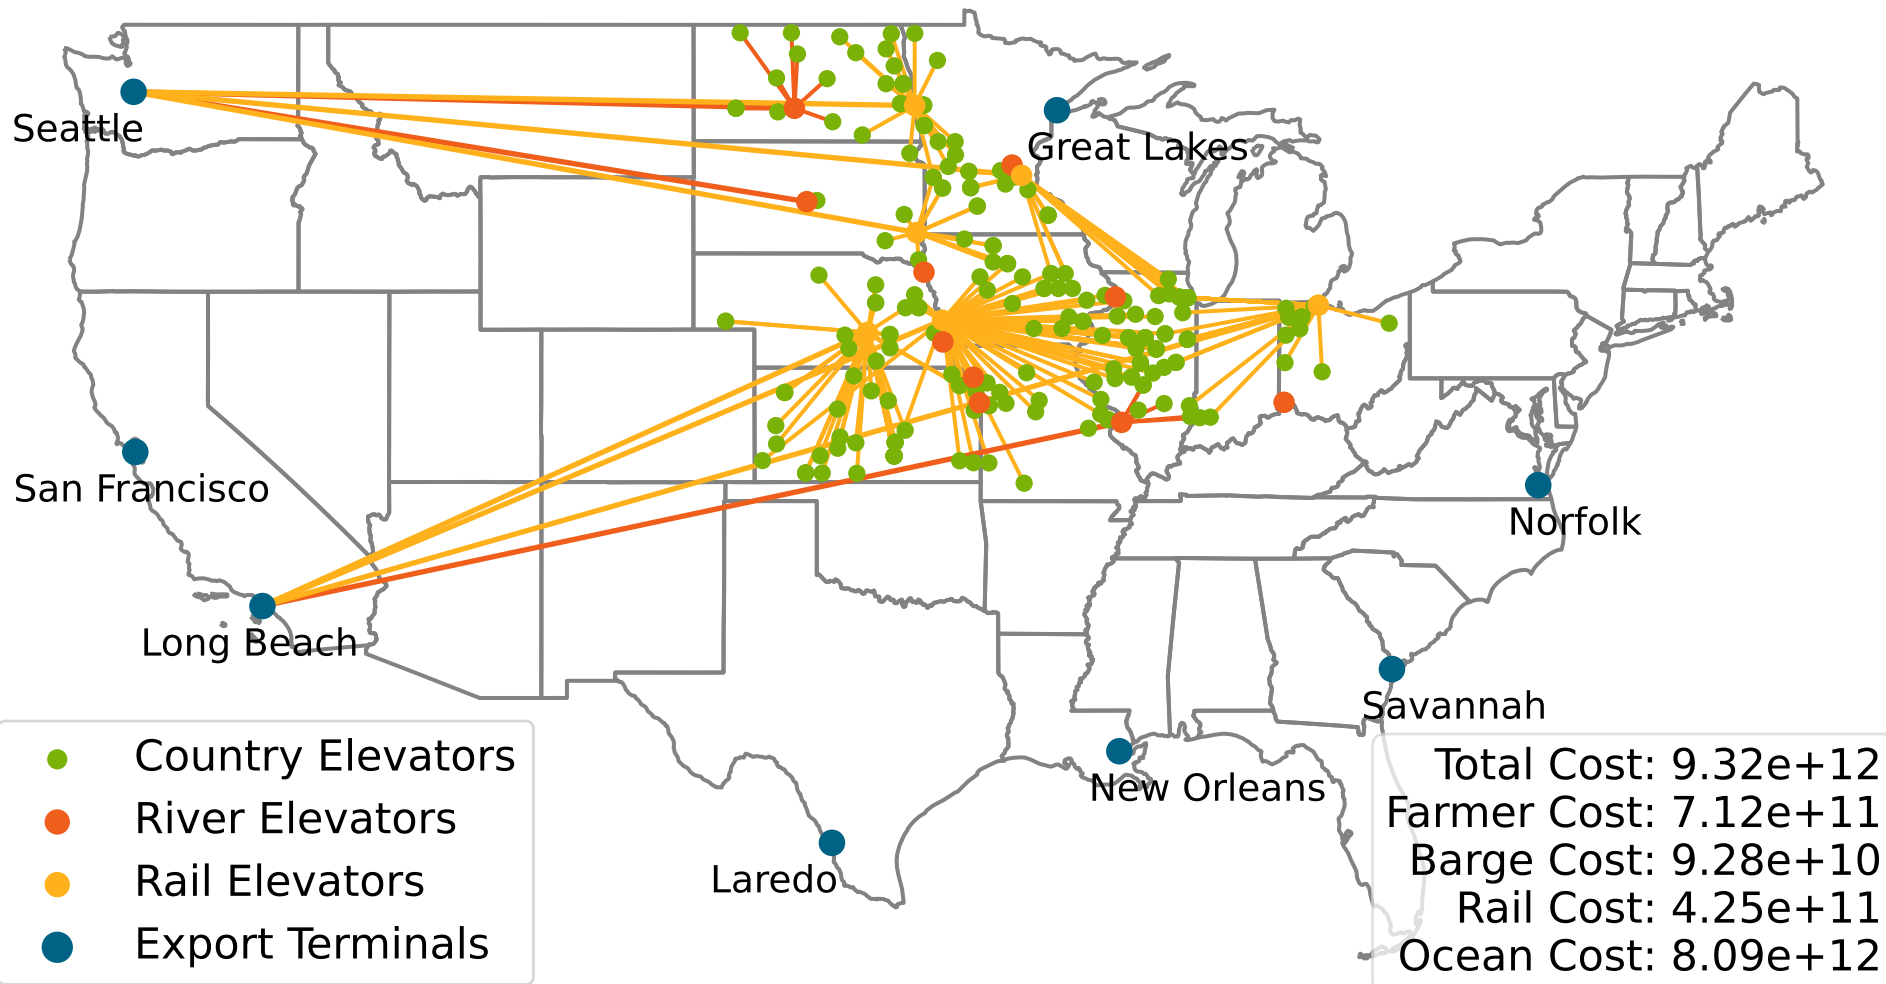 Seattle
Great Lakes
San Francisco
Norfolk
Long Beach
Savannah
New Orleans
Laredo
Country Elevators
River Elevators
Rail Elevators
Export Terminals
Total Cost: 9.32e+12
Farmer Cost: 7.12e+11
Barge Cost: 9.28e+10
Rail Cost: 4.25e+11
Ocean Cost: 8.09e+12